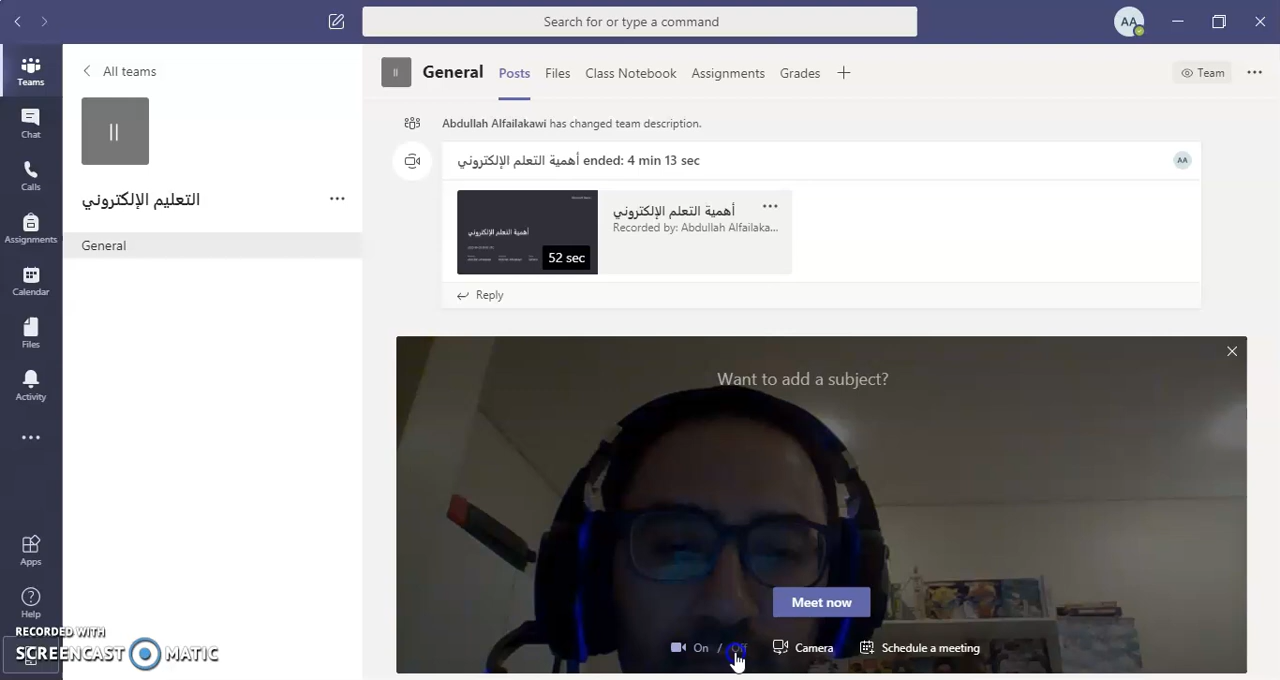 Search for or type a command
AA
Teams
Chat
Calls
Assignments
Calendar
Files
Activity
Apps
Help
All teams
التعليم الإلكتروني
General
General Posts Files Class Notebook Assignments Grades
Team
Abdullah Alfailakawi has changed team description.
أهمية التعلم الإلكتروني ended: 4 min 13 sec
AA
أهمية التعلم الإلكتروني
52 sec
أهمية التعلم الإلكتروني
Recorded by: Abdullah Alfailaka...
Reply
Want to add a subject?
Meet now
On / Off
Camera
Schedule a meeting
RECORDED WITH
SCREENCAST MATIC